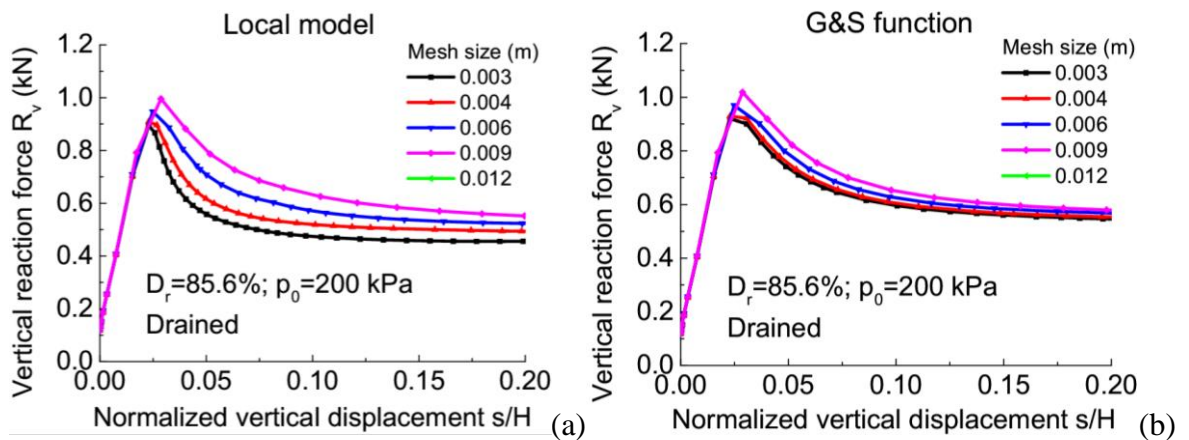 Local model
Vertical reaction force Rᵥ (kN)
1.2
1.0
0.8
0.6
0.4
0.2
0.0
Mesh size (m)
0.003
0.004
0.006
0.009
0.012
Dᵣ=85.6%; p₀=200 kPa
Drained
0.00 0.05 0.10 0.15 0.20
Normalized vertical displacement s/H
(a)
G&S function
Vertical reaction force Rᵥ (kN)
1.2
1.0
0.8
0.6
0.4
0.2
0.0
Mesh size (m)
0.003
0.004
0.006
0.009
0.012
Dᵣ=85.6%; p₀=200 kPa
Drained
0.00 0.05 0.10 0.15 0.20
Normalized vertical displacement s/H
(b)